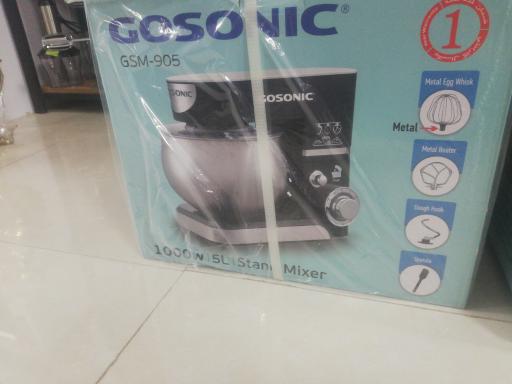 GOSONIC®
GSM-905
1
Metal Egg Whisk
Metal
GOSONIC
GOSONIC
Metal Beater
Dough Hook
Spatula
1000W | 5L | Stand Mixer